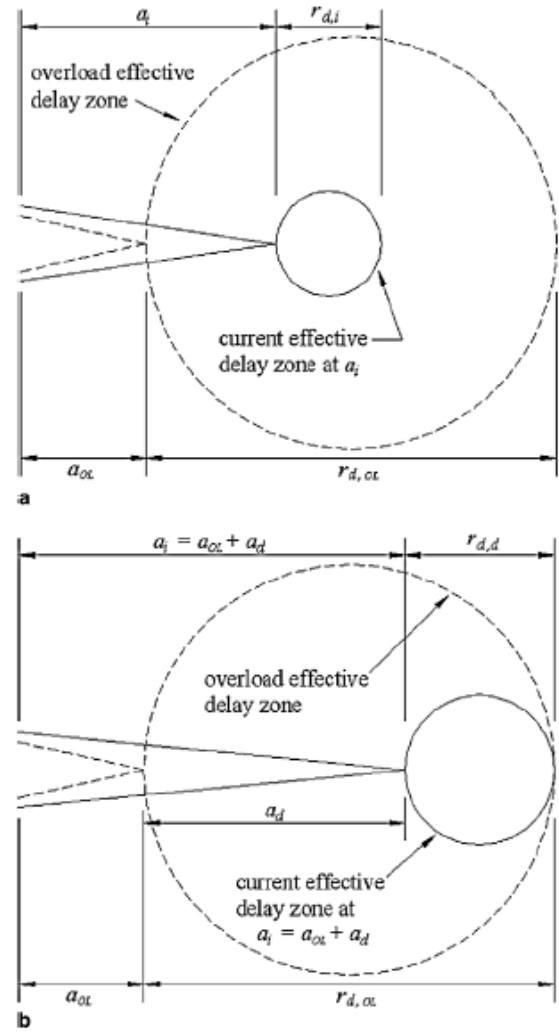 a_i
r_{d,i}
overload effective
delay zone
current effective
delay zone at a_i
a_{OL}
r_{d,OL}
a
a_i = a_{OL} + a_d
r_{d,d}
overload effective
delay zone
a_d
current effective
delay zone at
a_i = a_{OL} + a_d
a_{OL}
r_{d,OL}
b